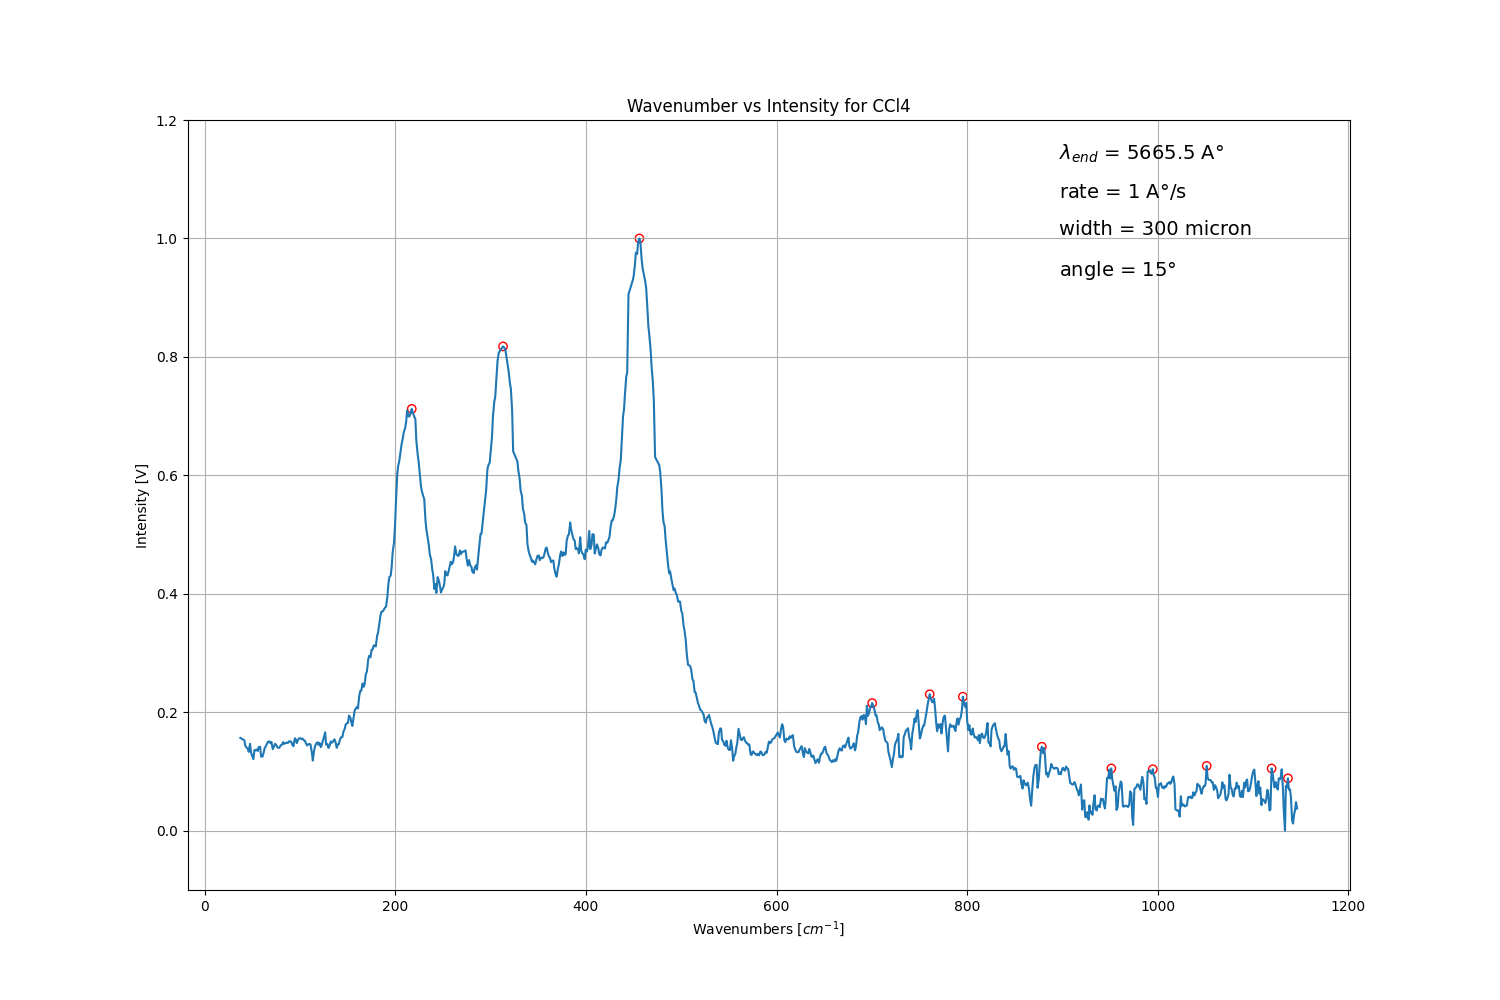 Wavenumber vs Intensity for CCl4
1.2
1.0
0.8
0.6
0.4
0.2
0.0
Intensity [V]
λ_end = 5665.5 A°
rate = 1 A°/s
width = 300 micron
angle = 15°
0 200 400 600 800 1000 1200
Wavenumbers [cm⁻¹]